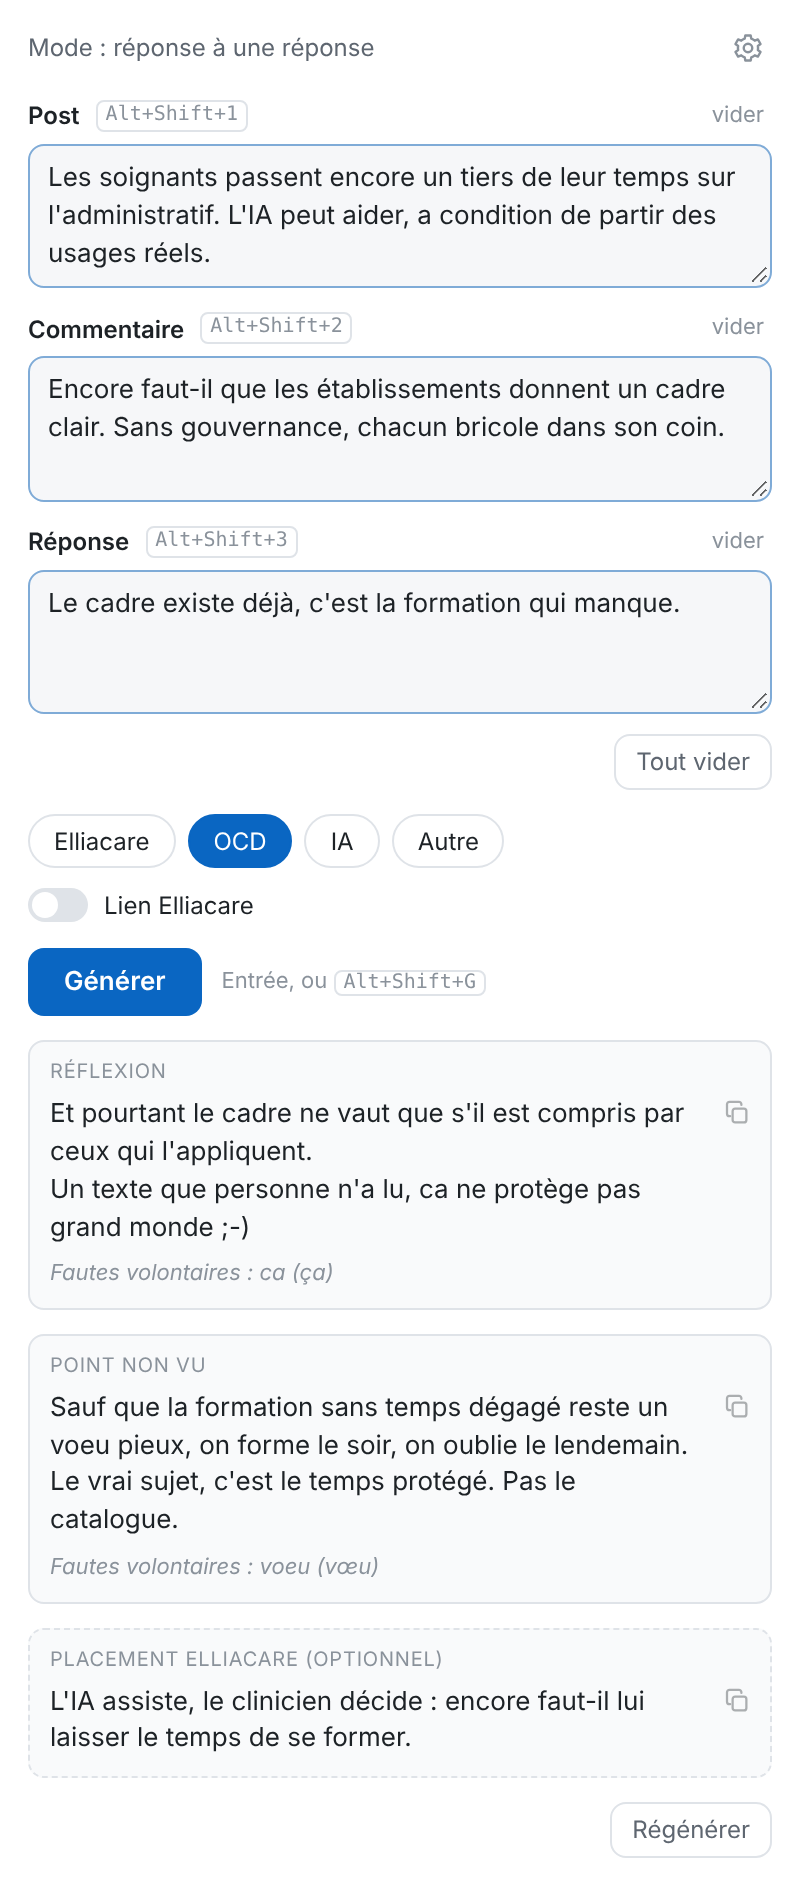 Mode : réponse à une réponse
Post Alt+Shift+1 vider
Les soignants passent encore un tiers de leur temps sur
l'administratif. L'IA peut aider, a condition de partir des
usages réels.
Commentaire Alt+Shift+2 vider
Encore faut-il que les établissements donnent un cadre
clair. Sans gouvernance, chacun bricole dans son coin.
Réponse Alt+Shift+3 vider
Le cadre existe déjà, c'est la formation qui manque.
Tout vider
Elliacare OCD IA Autre
Lien Elliacare
Générer Entrée, ou Alt+Shift+G
RÉFLEXION
Et pourtant le cadre ne vaut que s'il est compris par
ceux qui l'appliquent.
Un texte que personne n'a lu, ca ne protège pas
grand monde ;-)
Fautes volontaires : ca (ça)
POINT NON VU
Sauf que la formation sans temps dégagé reste un
voeu pieux, on forme le soir, on oublie le lendemain.
Le vrai sujet, c'est le temps protégé. Pas le
catalogue.
Fautes volontaires : voeu (vœu)
PLACEMENT ELLIACARE (OPTIONNEL)
L'IA assiste, le clinicien décide : encore faut-il lui
laisser le temps de se former.
Régénérer